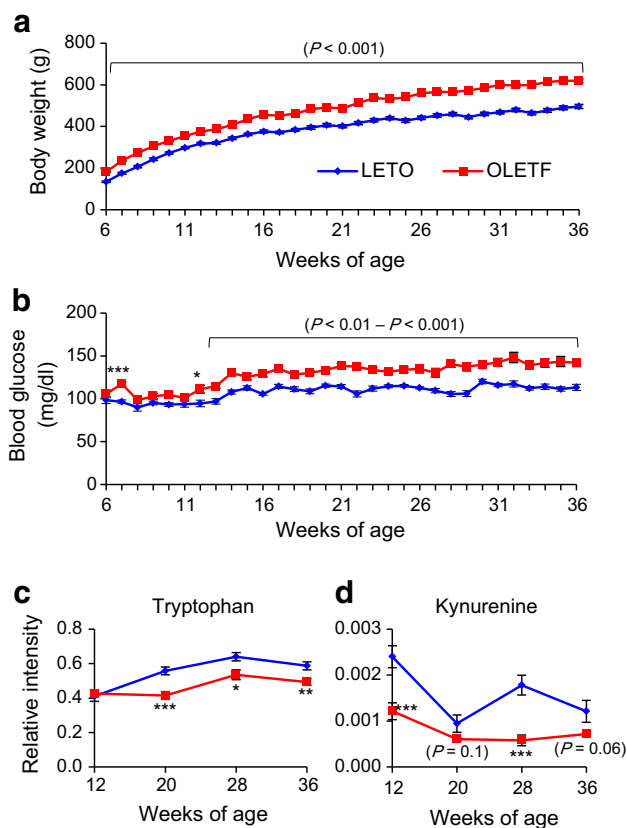 a
(P < 0.001)
Body weight (g)
800
600
400
200
0
LETO
OLETF
6 11 16 21 26 31 36
Weeks of age
b
(P < 0.01 – P < 0.001)
Blood glucose
(mg/dl)
200
150
100
50
0
***
*
6 11 16 21 26 31 36
Weeks of age
c
Tryptophan
Relative intensity
0.8
0.6
0.4
0.2
0.0
***
*
**
12 20 28 36
Weeks of age
d
Kynurenine
0.003
0.002
0.001
0.000
***
(P = 0.1)
***
(P = 0.06)
12 20 28 36
Weeks of age